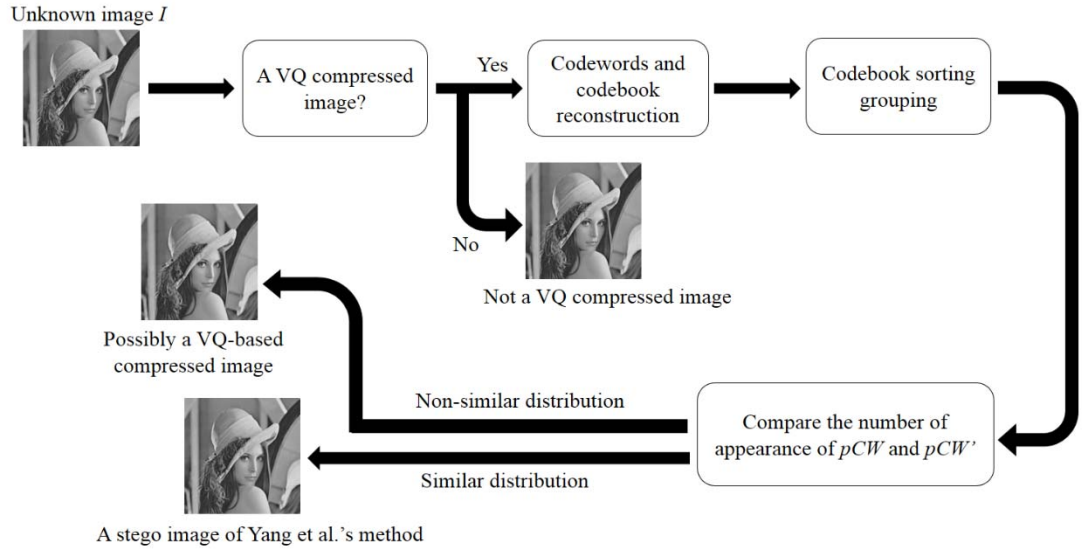 Unknown image I
A VQ compressed
image?
Yes
No
Codewords and
codebook
reconstruction
Codebook sorting
grouping
Not a VQ compressed image
Possibly a VQ-based
compressed image
Non-similar distribution
Similar distribution
Compare the number of
appearance of pCW and pCW’
A stego image of Yang et al.’s method